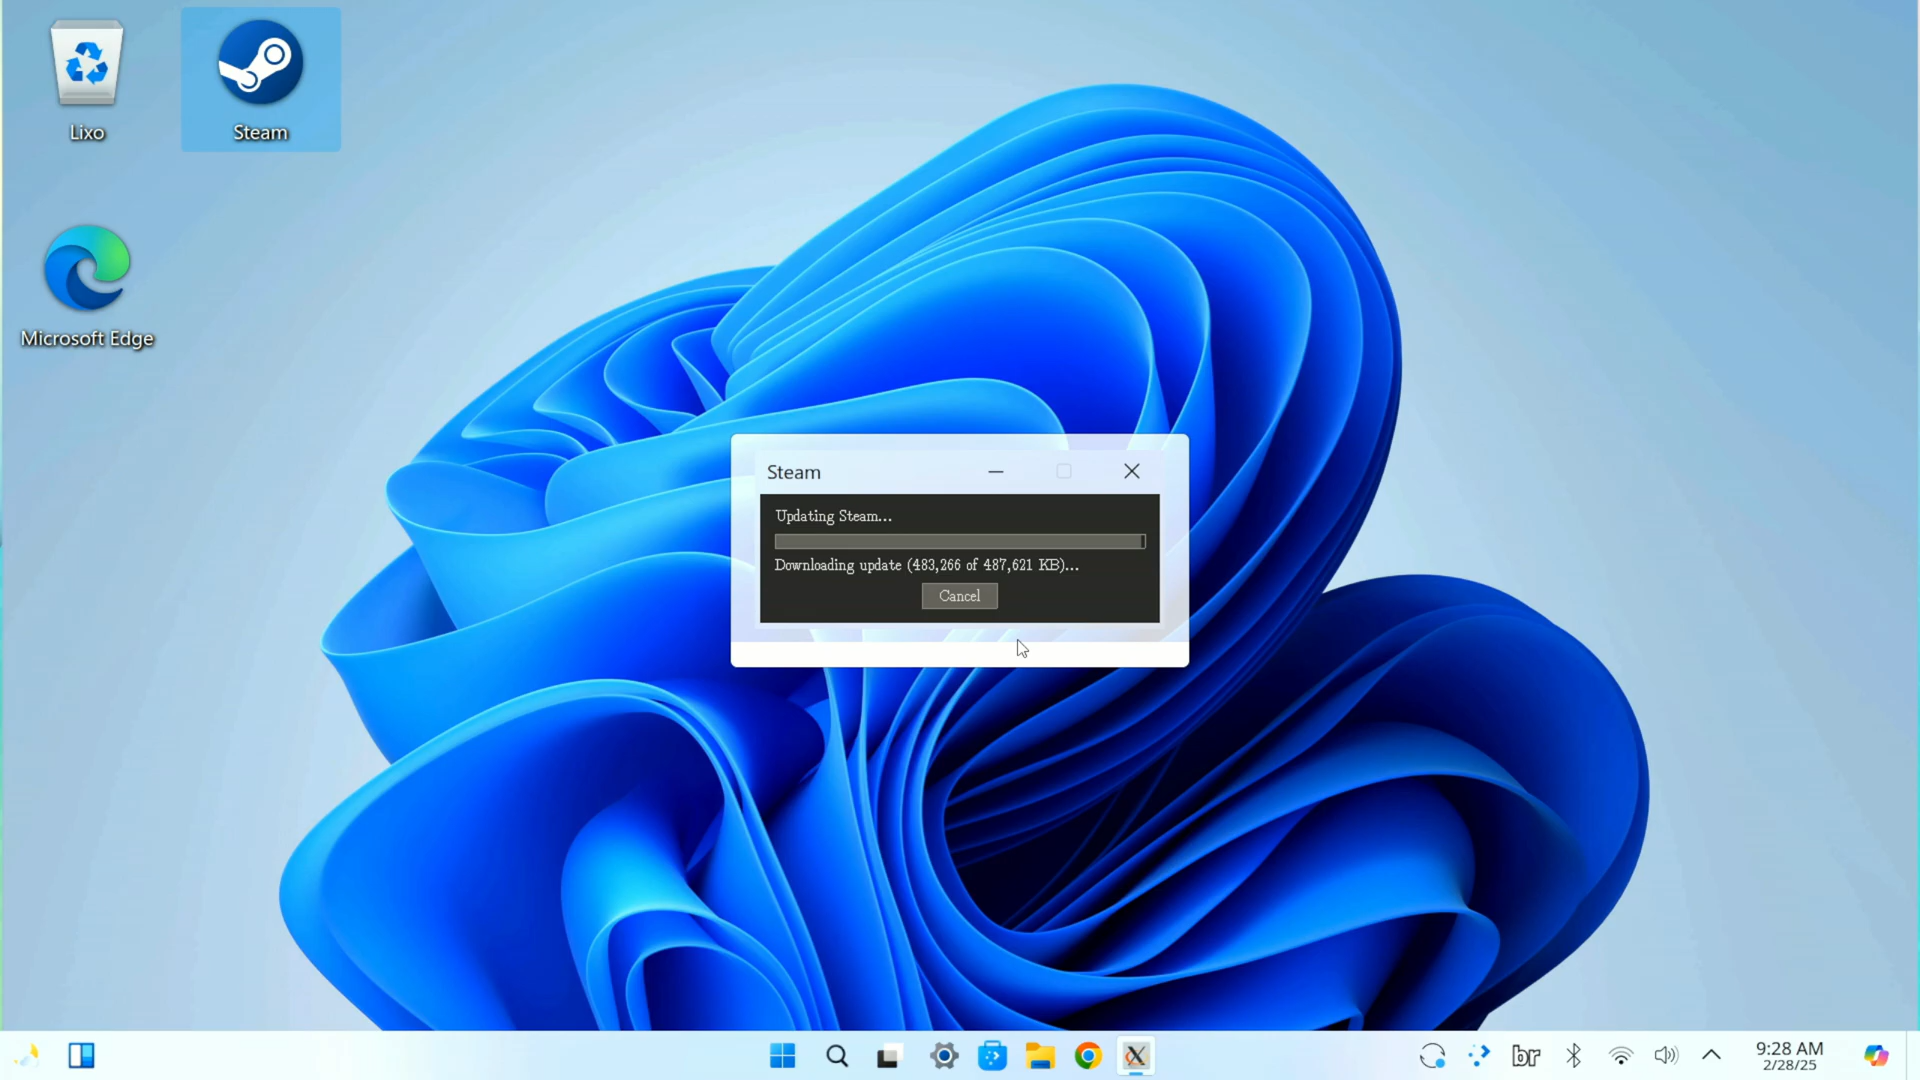 Lixo
Steam
Microsoft Edge
Steam
Updating Steam...
Downloading update (483,266 of 487,621 KB)...
Cancel
br
9:28 AM
2/28/25